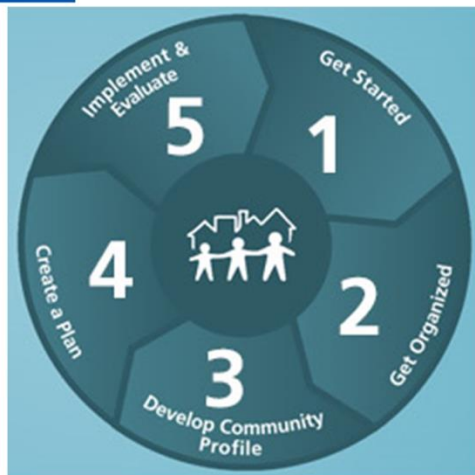 1
Get Started
2
Get Organized
3
Develop Community
Profile
4
Create a Plan
5
Implement &
Evaluate